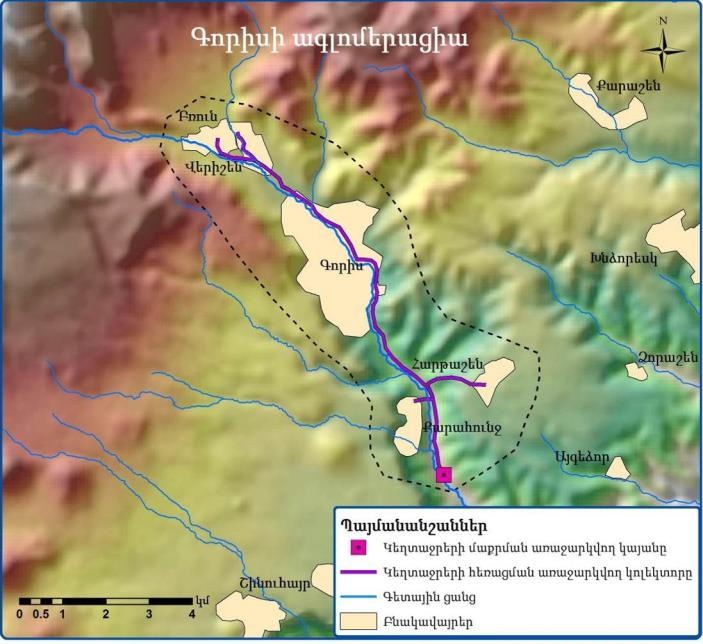 Գորիսի ագլոմերացիա
N
Քարաշեն
Բռուն
Վերիշեն
Խնձորեսկ
Գորիս
Ձորաշեն
Հարթաշեն
Քարահունջ
Այգեձոր
Շինուհայր
Պայմանանշաններ
Կեղտաջրերի մաքրման առաջարկվող կայանը
Կեղտաջրերի հեռացման առաջարկվող կոլեկտորը
Գետային ցանց
Բնակավայրեր
կմ
0 0.5 1 2 3 4